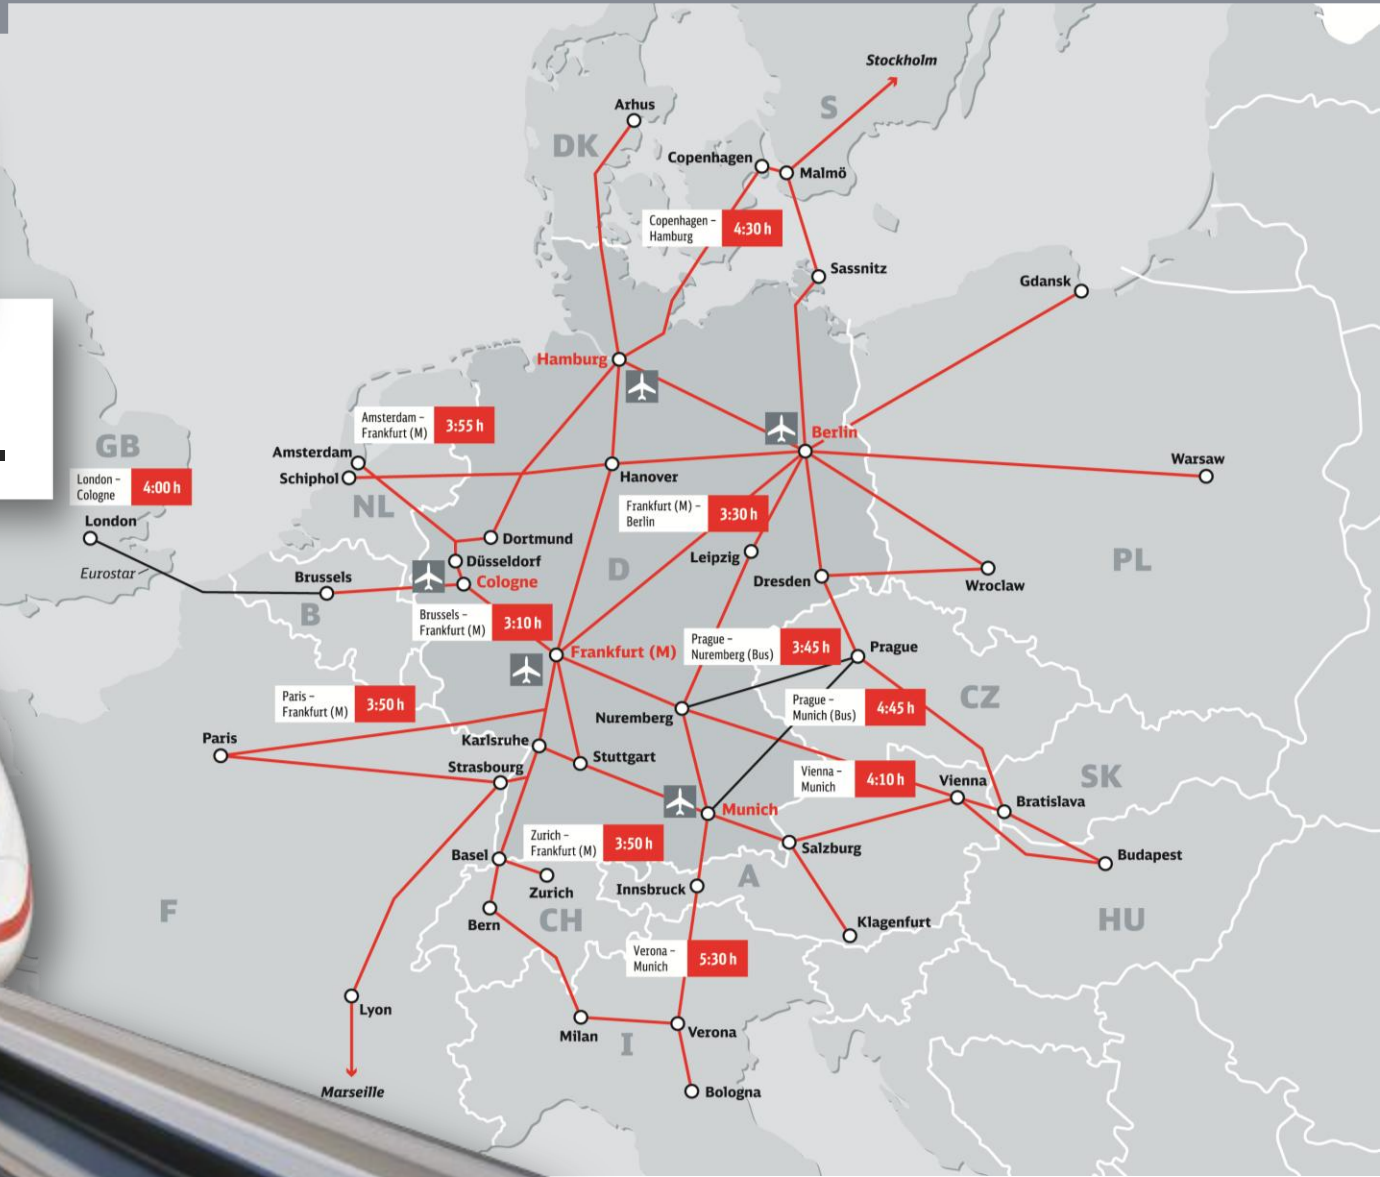 Stockholm
Arhus
S
DK
Copenhagen
Malmö
Copenhagen –
Hamburg
4:30 h
Sassnitz
Gdansk
Hamburg
Amsterdam –
Frankfurt (M)
3:55 h
Berlin
GB
Amsterdam
Schiphol
Hanover
Warsaw
London –
Cologne
4:00 h
NL
Frankfurt (M) –
Berlin
3:30 h
London
Dortmund
Eurostar
Düsseldorf
Leipzig
D
PL
Brussels
Cologne
Dresden
Wroclaw
B
Brussels –
Frankfurt (M)
3:10 h
Frankfurt (M)
Prague –
Nuremberg (Bus)
3:45 h
Prague
Paris –
Frankfurt (M)
3:50 h
Prague –
Munich (Bus)
4:45 h
CZ
Nuremberg
Paris
Karlsruhe
Stuttgart
Strasbourg
Vienna –
Munich
4:10 h
Vienna
SK
Bratislava
Munich
Zurich –
Frankfurt (M)
3:50 h
Basel
Salzburg
Budapest
Zurich
Innsbruck
A
F
Bern
CH
Klagenfurt
HU
Verona –
Munich
5:30 h
Lyon
Milan
I
Verona
Marseille
Bologna